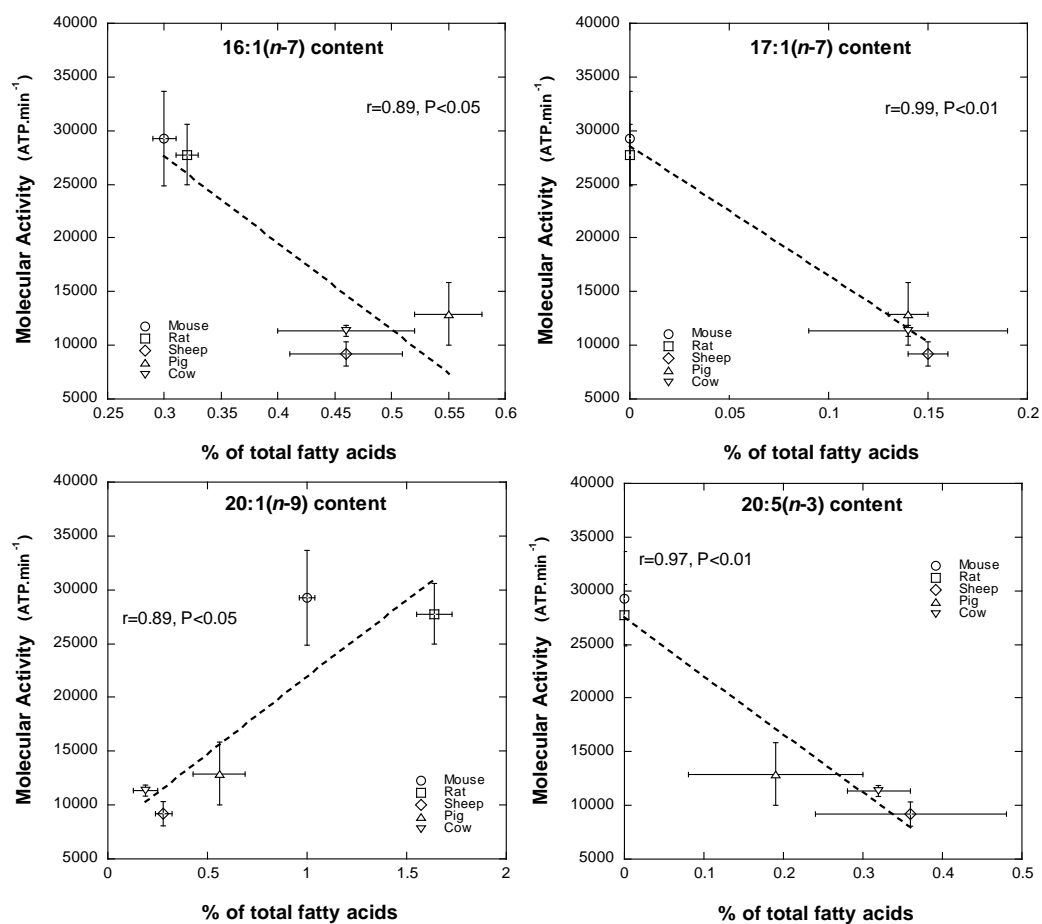 16:1(n-7) content
r=0.89, P<0.05
Molecular Activity (ATP.min⁻¹)
40000
35000
30000
25000
20000
15000
10000
5000
Mouse
Rat
Sheep
Pig
Cow
0.25 0.3 0.35 0.4 0.45 0.5 0.55 0.6
% of total fatty acids
17:1(n-7) content
r=0.99, P<0.01
Molecular Activity (ATP.min⁻¹)
40000
35000
30000
25000
20000
15000
10000
5000
Mouse
Rat
Sheep
Pig
Cow
0 0.05 0.1 0.15 0.2
% of total fatty acids
20:1(n-9) content
r=0.89, P<0.05
Molecular Activity (ATP.min⁻¹)
40000
35000
30000
25000
20000
15000
10000
5000
Mouse
Rat
Sheep
Pig
Cow
0 0.5 1 1.5 2
% of total fatty acids
20:5(n-3) content
r=0.97, P<0.01
Molecular Activity (ATP.min⁻¹)
40000
35000
30000
25000
20000
15000
10000
5000
Mouse
Rat
Sheep
Pig
Cow
0 0.1 0.2 0.3 0.4 0.5
% of total fatty acids